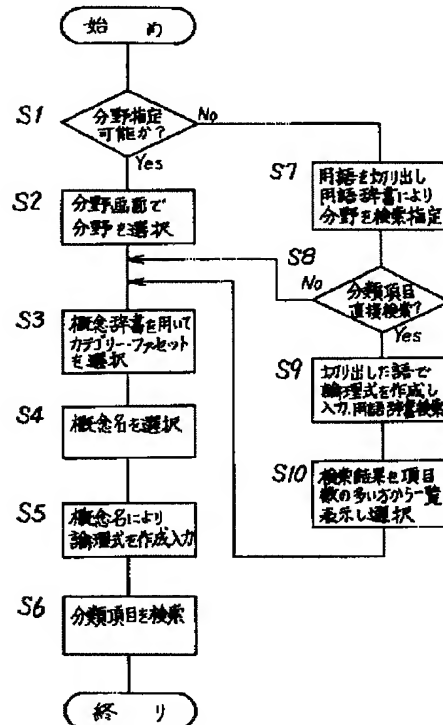 始 め
S1
分野指定
可能か?
No
Yes
S2
分野画面で
分野を選択
S3
概念辞書を用いて
カテゴリー・ファセット
を選択
S4
概念名を選択
S5
概念名により
論理式を作成入力
S6
分類項目を検索
終 り
S7
用語を切り出し
用語辞書により
分野を検索指定
S8
No
分類項目
直接検索?
Yes
S9
切り出した語で
論理式を作成し
入力、用語辞書検索
S10
検索結果を項目
数の多い方から一覧
表示し選択